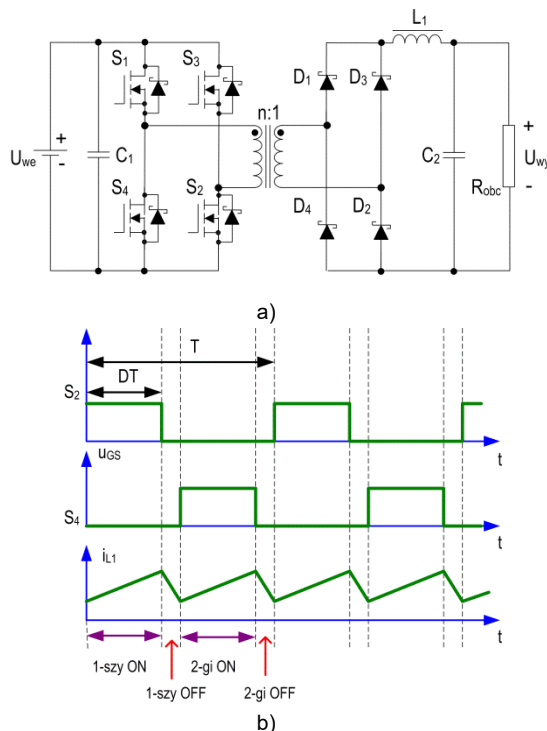 L₁
S₁ S₃
n:1
D₁ D₃
+ +
Uwe C₁ C₂ Uwy
- -
S₄ S₂
D₄ D₂ Robc
a)
T
DT
S₂
t
uGS
S₄
t
iL1
t
1-szy ON 2-gi ON
1-szy OFF 2-gi OFF
b)